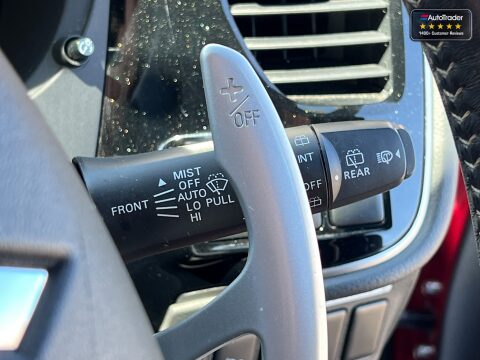 AutoTrader
1400+ Customer Reviews
+
/OFF
MIST
OFF
AUTO
FRONT
LO PULL
HI
INT
OFF
REAR